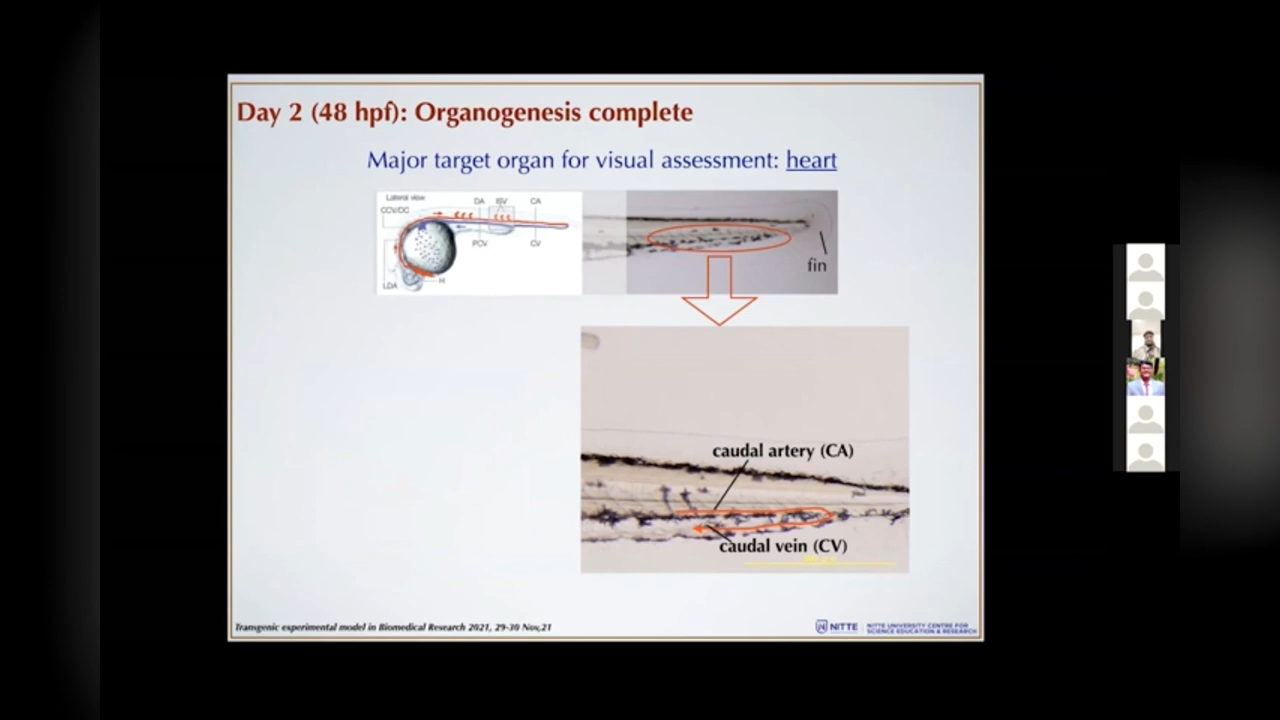 Day 2 (48 hpf): Organogenesis complete
Major target organ for visual assessment: heart
Lateral view
DA
ISV
CA
CCV/DC
PCV
CV
H
LDA
fin
caudal artery (CA)
caudal vein (CV)
Transgenic experimental model in Biomedical Research 2021, 29-30 Nov,21
NITTE
NITTE UNIVERSITY CENTRE FOR
SCIENCE EDUCATION & RESEARCH